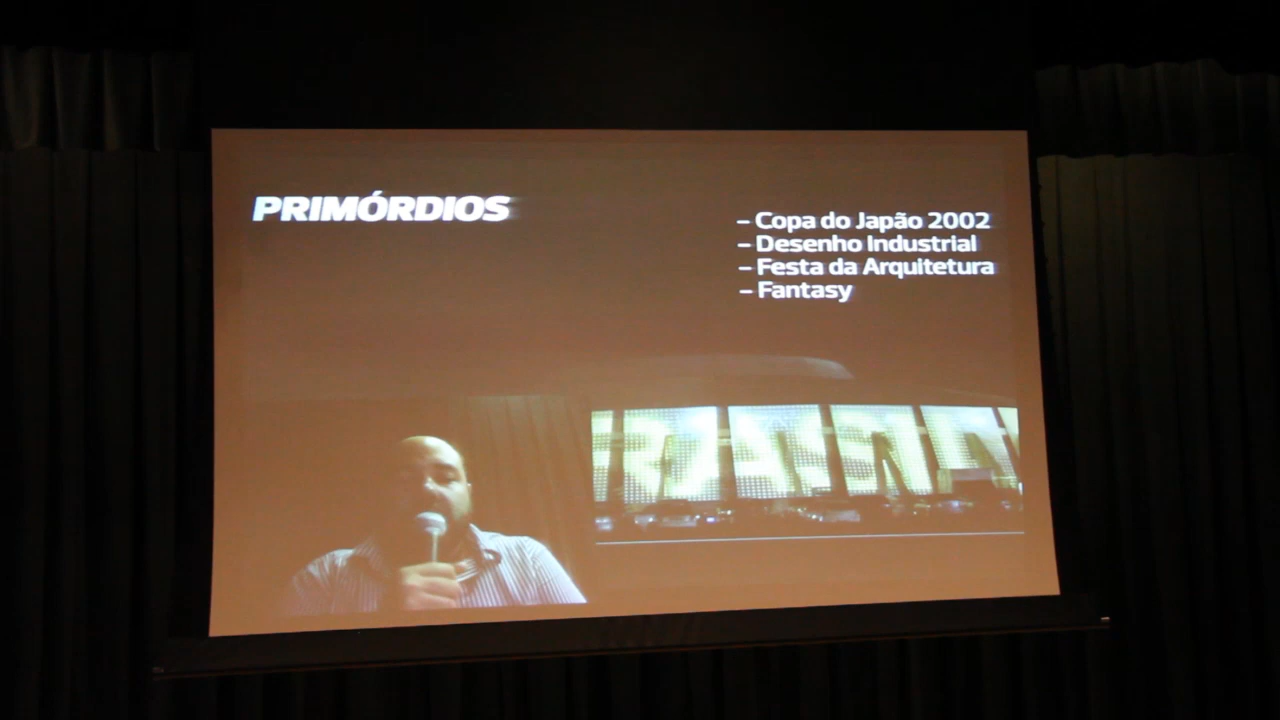 PRIMÓRDIOS
– Copa do Japão 2002
– Desenho Industrial
– Festa da Arquitetura
– Fantasy